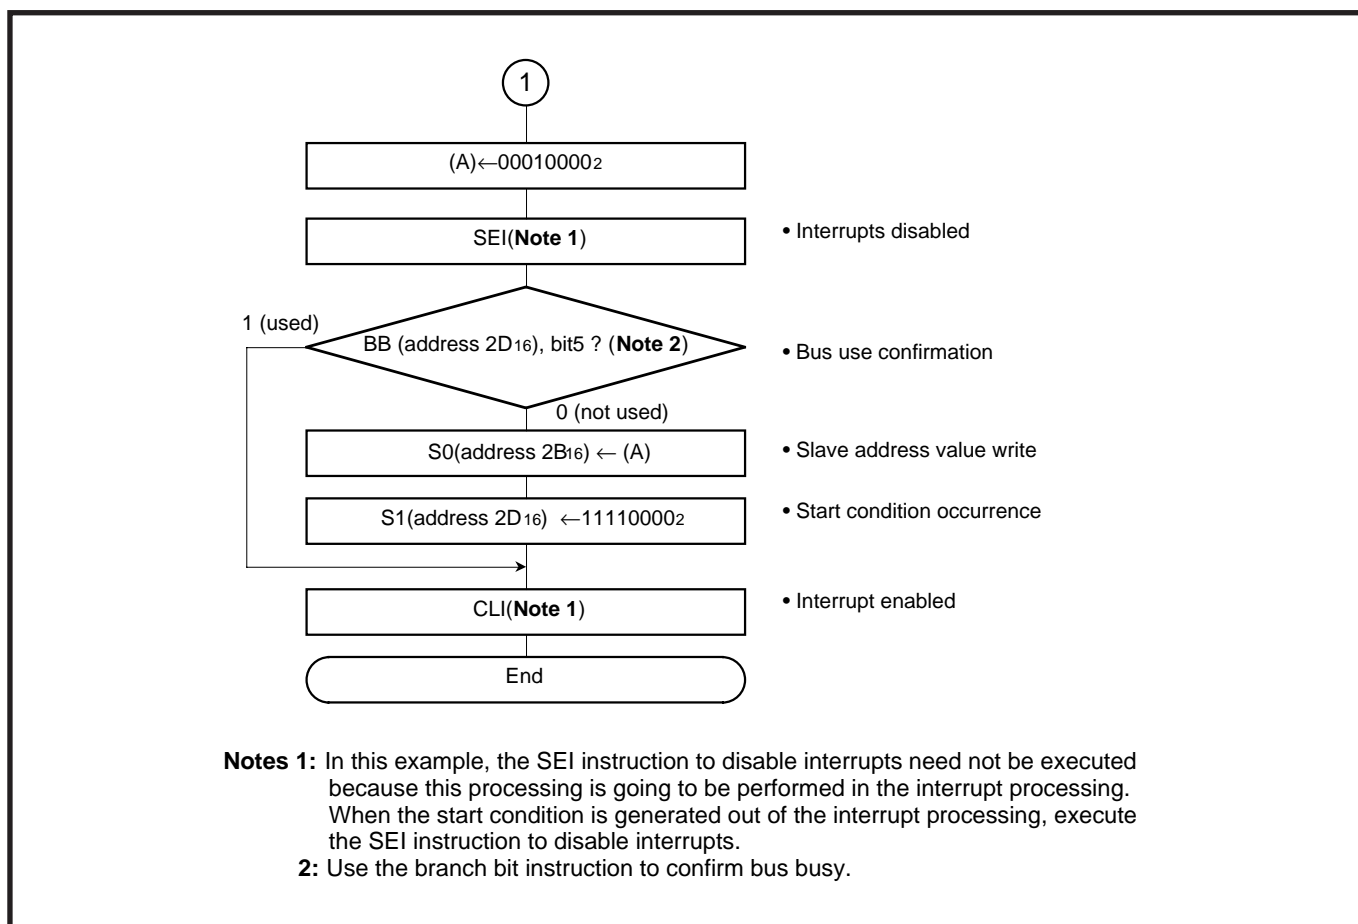 1
(A)←00010000₂
SEI(Note 1)
• Interrupts disabled
1 (used)
BB (address 2D₁₆), bit5 ? (Note 2)
• Bus use confirmation
0 (not used)
S0(address 2B₁₆) ← (A)
• Slave address value write
S1(address 2D₁₆) ←11110000₂
• Start condition occurrence
CLI(Note 1)
• Interrupt enabled
End
Notes 1: In this example, the SEI instruction to disable interrupts need not be executed
because this processing is going to be performed in the interrupt processing.
When the start condition is generated out of the interrupt processing, execute
the SEI instruction to disable interrupts.
2: Use the branch bit instruction to confirm bus busy.